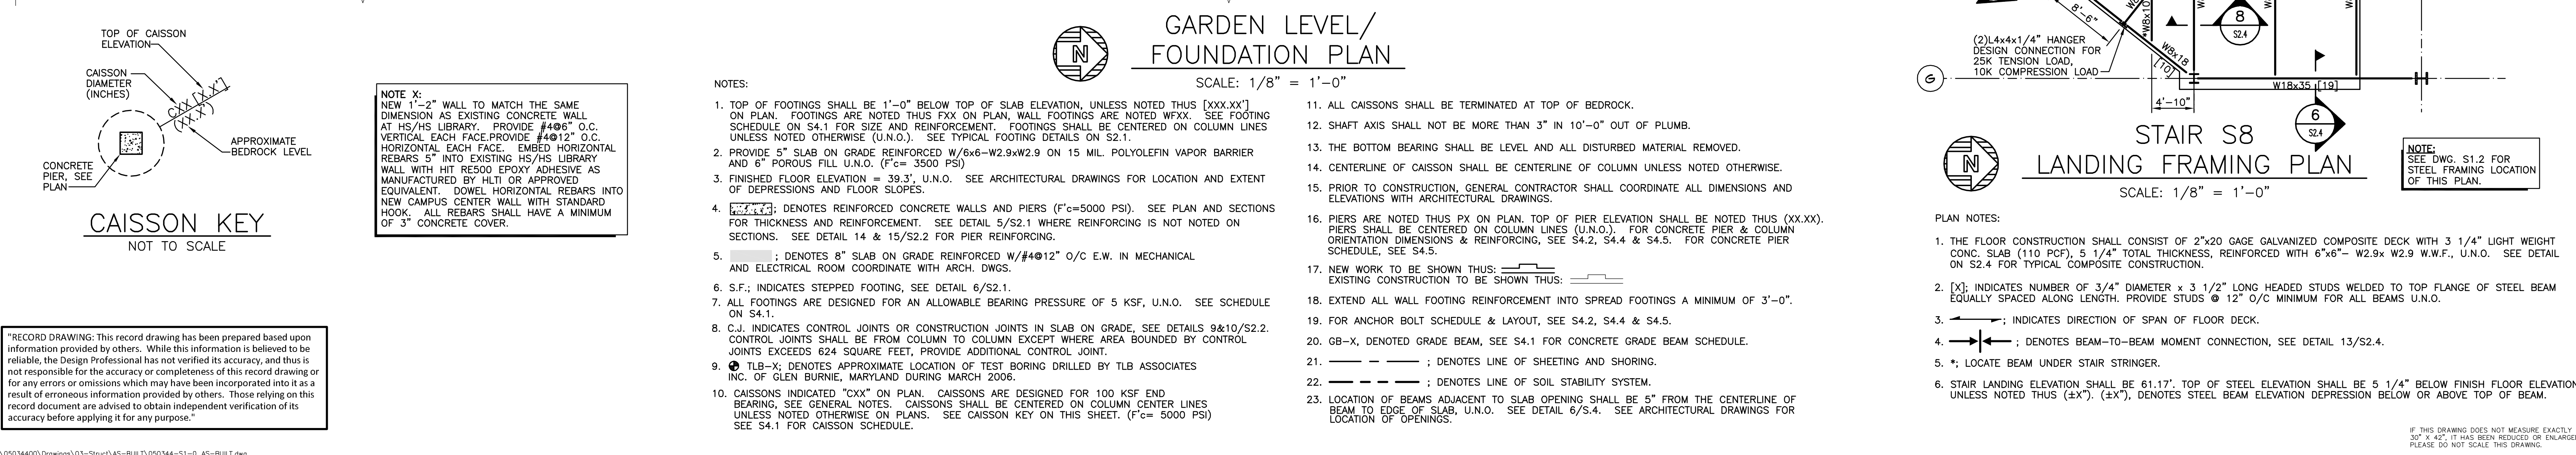 TOP OF CAISSON
ELEVATION
CAISSON
DIAMETER
(INCHES)
CXX [X.X']
(X.X')
APPROXIMATE
BEDROCK LEVEL
CONCRETE
PIER, SEE
PLAN
CAISSON KEY
NOT TO SCALE
"RECORD DRAWING: This record drawing has been prepared based upon
information provided by others. While this information is believed to be
reliable, the Design Professional has not verified its accuracy, and thus is
not responsible for the accuracy or completeness of this record drawing or
for any errors or omissions which may have been incorporated into it as a
result of erroneous information provided by others. Those relying on this
record document are advised to obtain independent verification of its
accuracy before applying it for any purpose."
\05034400\Drawings\03-Struct\AS-BUILT\050344-S1-0_AS-BUILT.dwg
NOTE X:
NEW 1'-2" WALL TO MATCH THE SAME
DIMENSION AS EXISTING CONCRETE WALL
AT HS/HS LIBRARY. PROVIDE #4@6" O.C.
VERTICAL EACH FACE.PROVIDE #4@12" O.C.
HORIZONTAL EACH FACE. EMBED HORIZONTAL
REBARS 5" INTO EXISTING HS/HS LIBRARY
WALL WITH HIT RE500 EPOXY ADHESIVE AS
MANUFACTURED BY HLTI OR APPROVED
EQUIVALENT. DOWEL HORIZONTAL REBARS INTO
NEW CAMPUS CENTER WALL WITH STANDARD
HOOK. ALL REBARS SHALL HAVE A MINIMUM
OF 3" CONCRETE COVER.
N
GARDEN LEVEL/
FOUNDATION PLAN
SCALE: 1/8" = 1'-0"
NOTES:
1. TOP OF FOOTINGS SHALL BE 1'-0" BELOW TOP OF SLAB ELEVATION, UNLESS NOTED THUS [XXX.XX']
ON PLAN. FOOTINGS ARE NOTED THUS FXX ON PLAN, WALL FOOTINGS ARE NOTED WFXX. SEE FOOTING
SCHEDULE ON S4.1 FOR SIZE AND REINFORCEMENT. FOOTINGS SHALL BE CENTERED ON COLUMN LINES
UNLESS NOTED OTHERWISE (U.N.O.). SEE TYPICAL FOOTING DETAILS ON S2.1.
2. PROVIDE 5" SLAB ON GRADE REINFORCED W/6x6-W2.9xW2.9 ON 15 MIL. POLYOLEFIN VAPOR BARRIER
AND 6" POROUS FILL U.N.O. (F'c= 3500 PSI)
3. FINISHED FLOOR ELEVATION = 39.3', U.N.O. SEE ARCHITECTURAL DRAWINGS FOR LOCATION AND EXTENT
OF DEPRESSIONS AND FLOOR SLOPES.
4. ; DENOTES REINFORCED CONCRETE WALLS AND PIERS (F'c=5000 PSI). SEE PLAN AND SECTIONS
FOR THICKNESS AND REINFORCEMENT. SEE DETAIL 5/S2.1 WHERE REINFORCING IS NOT NOTED ON
SECTIONS. SEE DETAIL 14 & 15/S2.2 FOR PIER REINFORCING.
5. ; DENOTES 8" SLAB ON GRADE REINFORCED W/#4@12" O/C E.W. IN MECHANICAL
AND ELECTRICAL ROOM COORDINATE WITH ARCH. DWGS.
6. S.F.; INDICATES STEPPED FOOTING, SEE DETAIL 6/S2.1.
7. ALL FOOTINGS ARE DESIGNED FOR AN ALLOWABLE BEARING PRESSURE OF 5 KSF, U.N.O. SEE SCHEDULE
ON S4.1.
8. C.J. INDICATES CONTROL JOINTS OR CONSTRUCTION JOINTS IN SLAB ON GRADE, SEE DETAILS 9&10/S2.2.
CONTROL JOINTS SHALL BE FROM COLUMN TO COLUMN EXCEPT WHERE AREA BOUNDED BY CONTROL
JOINTS EXCEEDS 624 SQUARE FEET, PROVIDE ADDITIONAL CONTROL JOINT.
9. TLB-X; DENOTES APPROXIMATE LOCATION OF TEST BORING DRILLED BY TLB ASSOCIATES
INC. OF GLEN BURNIE, MARYLAND DURING MARCH 2006.
10. CAISSONS INDICATED "CXX" ON PLAN. CAISSONS ARE DESIGNED FOR 100 KSF END
BEARING, SEE GENERAL NOTES. CAISSONS SHALL BE CENTERED ON COLUMN CENTER LINES
UNLESS NOTED OTHERWISE ON PLANS. SEE CAISSON KEY ON THIS SHEET. (F'c= 5000 PSI)
SEE S4.1 FOR CAISSON SCHEDULE.
11. ALL CAISSONS SHALL BE TERMINATED AT TOP OF BEDROCK.
12. SHAFT AXIS SHALL NOT BE MORE THAN 3" IN 10'-0" OUT OF PLUMB.
13. THE BOTTOM BEARING SHALL BE LEVEL AND ALL DISTURBED MATERIAL REMOVED.
14. CENTERLINE OF CAISSON SHALL BE CENTERLINE OF COLUMN UNLESS NOTED OTHERWISE.
15. PRIOR TO CONSTRUCTION, GENERAL CONTRACTOR SHALL COORDINATE ALL DIMENSIONS AND
ELEVATIONS WITH ARCHITECTURAL DRAWINGS.
16. PIERS ARE NOTED THUS PX ON PLAN. TOP OF PIER ELEVATION SHALL BE NOTED THUS (XX.XX).
PIERS SHALL BE CENTERED ON COLUMN LINES (U.N.O.). FOR CONCRETE PIER & COLUMN
ORIENTATION DIMENSIONS & REINFORCING, SEE S4.2, S4.4 & S4.5. FOR CONCRETE PIER
SCHEDULE, SEE S4.5.
17. NEW WORK TO BE SHOWN THUS:
EXISTING CONSTRUCTION TO BE SHOWN THUS:
18. EXTEND ALL WALL FOOTING REINFORCEMENT INTO SPREAD FOOTINGS A MINIMUM OF 3'-0".
19. FOR ANCHOR BOLT SCHEDULE & LAYOUT, SEE S4.2, S4.4 & S4.5.
20. GB-X, DENOTED GRADE BEAM, SEE S4.1 FOR CONCRETE GRADE BEAM SCHEDULE.
21. ; DENOTES LINE OF SHEETING AND SHORING.
22. ; DENOTES LINE OF SOIL STABILITY SYSTEM.
23. LOCATION OF BEAMS ADJACENT TO SLAB OPENING SHALL BE 5" FROM THE CENTERLINE OF
BEAM TO EDGE OF SLAB, U.N.O. SEE DETAIL 6/S.4. SEE ARCHITECTURAL DRAWINGS FOR
LOCATION OF OPENINGS.
8'-6"
(2)L4x4x1/4" HANGER
DESIGN CONNECTION FOR
25K TENSION LOAD,
10K COMPRESSION LOAD
G
W8x18
[10]
*W8x10
8
S2.4
W18x35 [19]
4'-10"
6
S2.4
N
STAIR S8
LANDING FRAMING PLAN
SCALE: 1/8" = 1'-0"
NOTE:
SEE DWG. S1.2 FOR
STEEL FRAMING LOCATION
OF THIS PLAN.
PLAN NOTES:
1. THE FLOOR CONSTRUCTION SHALL CONSIST OF 2"x20 GAGE GALVANIZED COMPOSITE DECK WITH 3 1/4" LIGHT WEIGHT
CONC. SLAB (110 PCF), 5 1/4" TOTAL THICKNESS, REINFORCED WITH 6"x6"- W2.9x W2.9 W.W.F., U.N.O. SEE DETAIL
ON S2.4 FOR TYPICAL COMPOSITE CONSTRUCTION.
2. [X]; INDICATES NUMBER OF 3/4" DIAMETER x 3 1/2" LONG HEADED STUDS WELDED TO TOP FLANGE OF STEEL BEAM
EQUALLY SPACED ALONG LENGTH. PROVIDE STUDS @ 12" O/C MINIMUM FOR ALL BEAMS U.N.O.
3. ; INDICATES DIRECTION OF SPAN OF FLOOR DECK.
4. ; DENOTES BEAM-TO-BEAM MOMENT CONNECTION, SEE DETAIL 13/S2.4.
5. *; LOCATE BEAM UNDER STAIR STRINGER.
6. STAIR LANDING ELEVATION SHALL BE 61.17'. TOP OF STEEL ELEVATION SHALL BE 5 1/4" BELOW FINISH FLOOR ELEVATION
UNLESS NOTED THUS (±X"). (±X"), DENOTES STEEL BEAM ELEVATION DEPRESSION BELOW OR ABOVE TOP OF BEAM.
IF THIS DRAWING DOES NOT MEASURE EXACTLY
30" X 42", IT HAS BEEN REDUCED OR ENLARGED
PLEASE DO NOT SCALE THIS DRAWING.